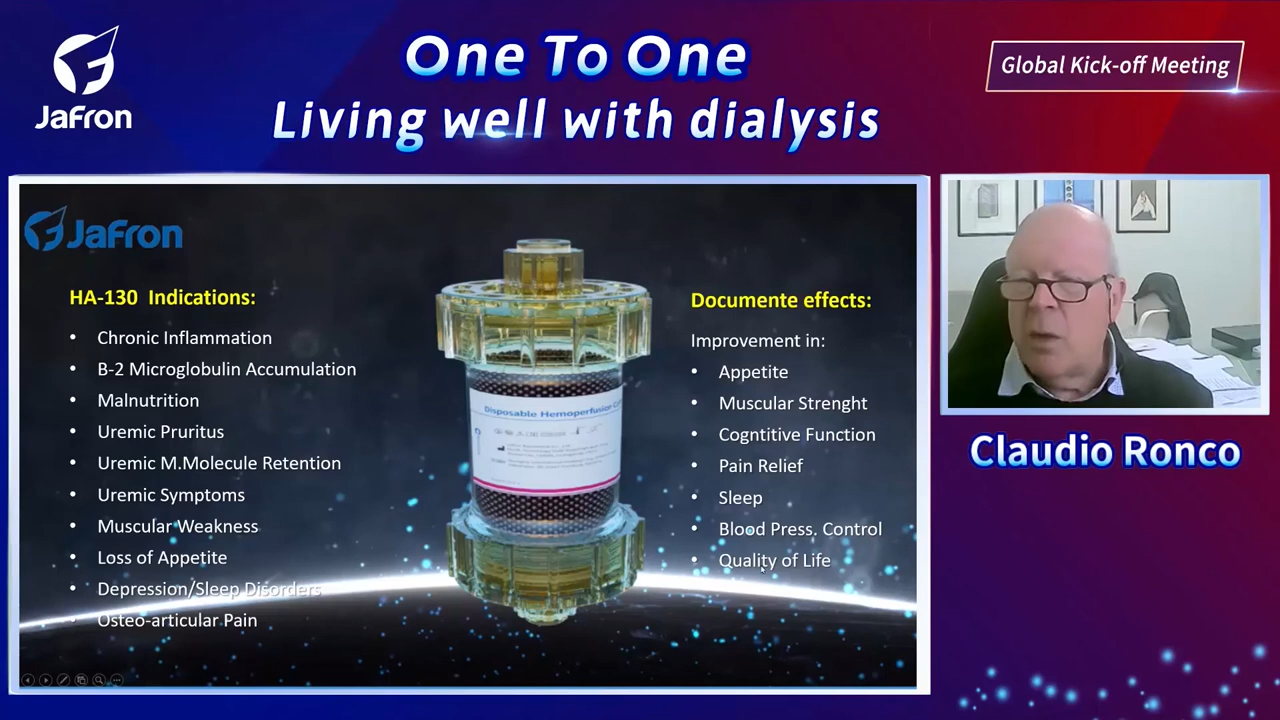 JaFron
One To One
Living well with dialysis
Global Kick-off Meeting
JaFron
HA-130 Indications:
• Chronic Inflammation
• B-2 Microglobulin Accumulation
• Malnutrition
• Uremic Pruritus
• Uremic M.Molecule Retention
• Uremic Symptoms
• Muscular Weakness
• Loss of Appetite
• Depression/Sleep Disorders
• Osteo-articular Pain
Disposable Hemoperfusion
Documente effects:
Improvement in:
• Appetite
• Muscular Strenght
• Cogntitive Function
• Pain Relief
• Sleep
• Blood Press. Control
• Quality of Life
Claudio Ronco